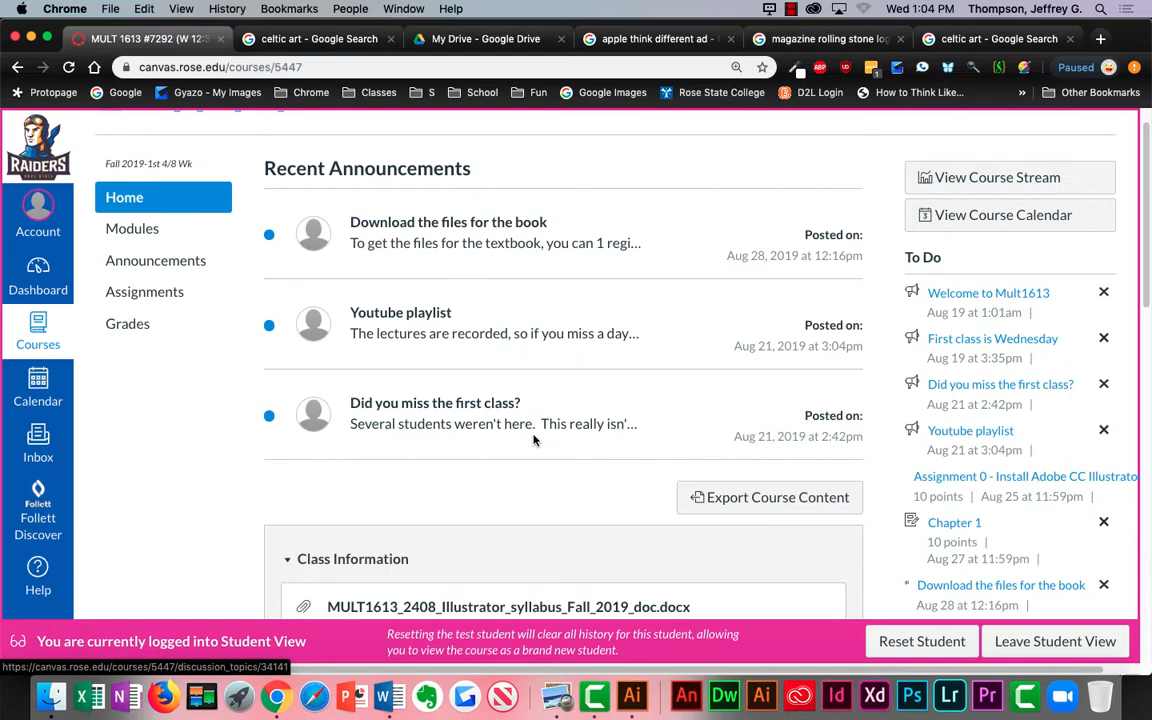 Chrome File Edit View History Bookmarks People Window Help Wed 1:04 PM Thompson, Jeffrey G.
MULT 1613 #7292 (W 12: celtic art - Google Search My Drive - Google Drive apple think different ad - magazine rolling stone log celtic art - Google Search
canvas.rose.edu/courses/5447 Paused
Protopage Google Gyazo - My Images Chrome Classes S School Fun Google Images Rose State College D2L Login How to Think Like... » Other Bookmarks
RAIDERS
Account
Dashboard
Courses
Calendar
Inbox
Follett
Follett
Discover
Help
Fall 2019-1st 4/8 Wk
Home
Modules
Announcements
Assignments
Grades
Recent Announcements
Download the files for the book
To get the files for the textbook, you can 1 regi...
Posted on:
Aug 28, 2019 at 12:16pm
Youtube playlist
The lectures are recorded, so if you miss a day...
Posted on:
Aug 21, 2019 at 3:04pm
Did you miss the first class?
Several students weren't here. This really isn'...
Posted on:
Aug 21, 2019 at 2:42pm
Export Course Content
Class Information
MULT1613_2408_Illustrator_syllabus_Fall_2019_doc.docx
View Course Stream
View Course Calendar
To Do
Welcome to Mult1613
Aug 19 at 1:01am |
First class is Wednesday
Aug 19 at 3:35pm |
Did you miss the first class?
Aug 21 at 2:42pm |
Youtube playlist
Aug 21 at 3:04pm |
Assignment 0 - Install Adobe CC Illustrato
10 points | Aug 25 at 11:59pm |
Chapter 1
10 points |
Aug 27 at 11:59pm |
Download the files for the book
Aug 28 at 12:16pm |
You are currently logged into Student View
Resetting the test student will clear all history for this student, allowing
you to view the course as a brand new student.
Reset Student
Leave Student View
https://canvas.rose.edu/courses/5447/discussion_topics/34141
Ai An Dw Ai Id Xd Ps Lr Pr